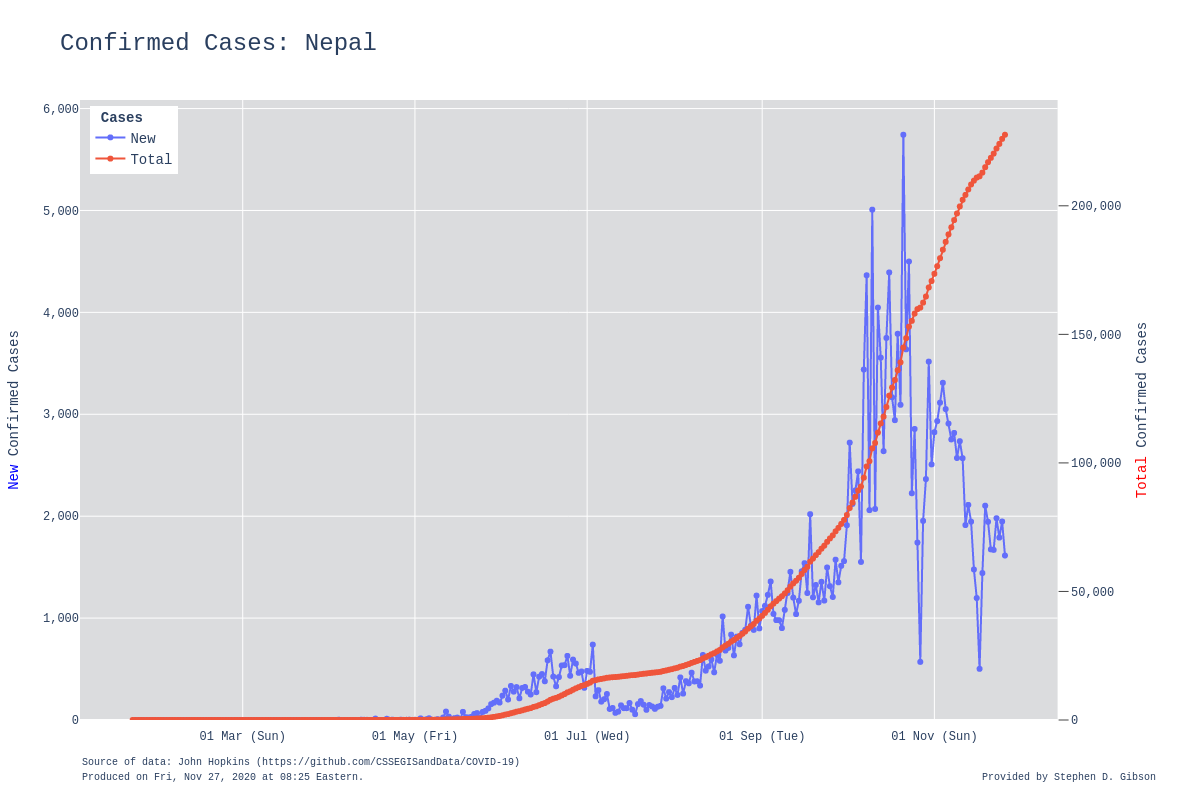 Confirmed Cases: Nepal
Cases
New
Total
6,000
5,000
4,000
3,000
2,000
1,000
0
New Confirmed Cases
200,000
150,000
100,000
50,000
0
Total Confirmed Cases
01 Mar (Sun)
01 May (Fri)
01 Jul (Wed)
01 Sep (Tue)
01 Nov (Sun)
Source of data: John Hopkins (https://github.com/CSSEGISandData/COVID-19)
Produced on Fri, Nov 27, 2020 at 08:25 Eastern.
Provided by Stephen D. Gibson